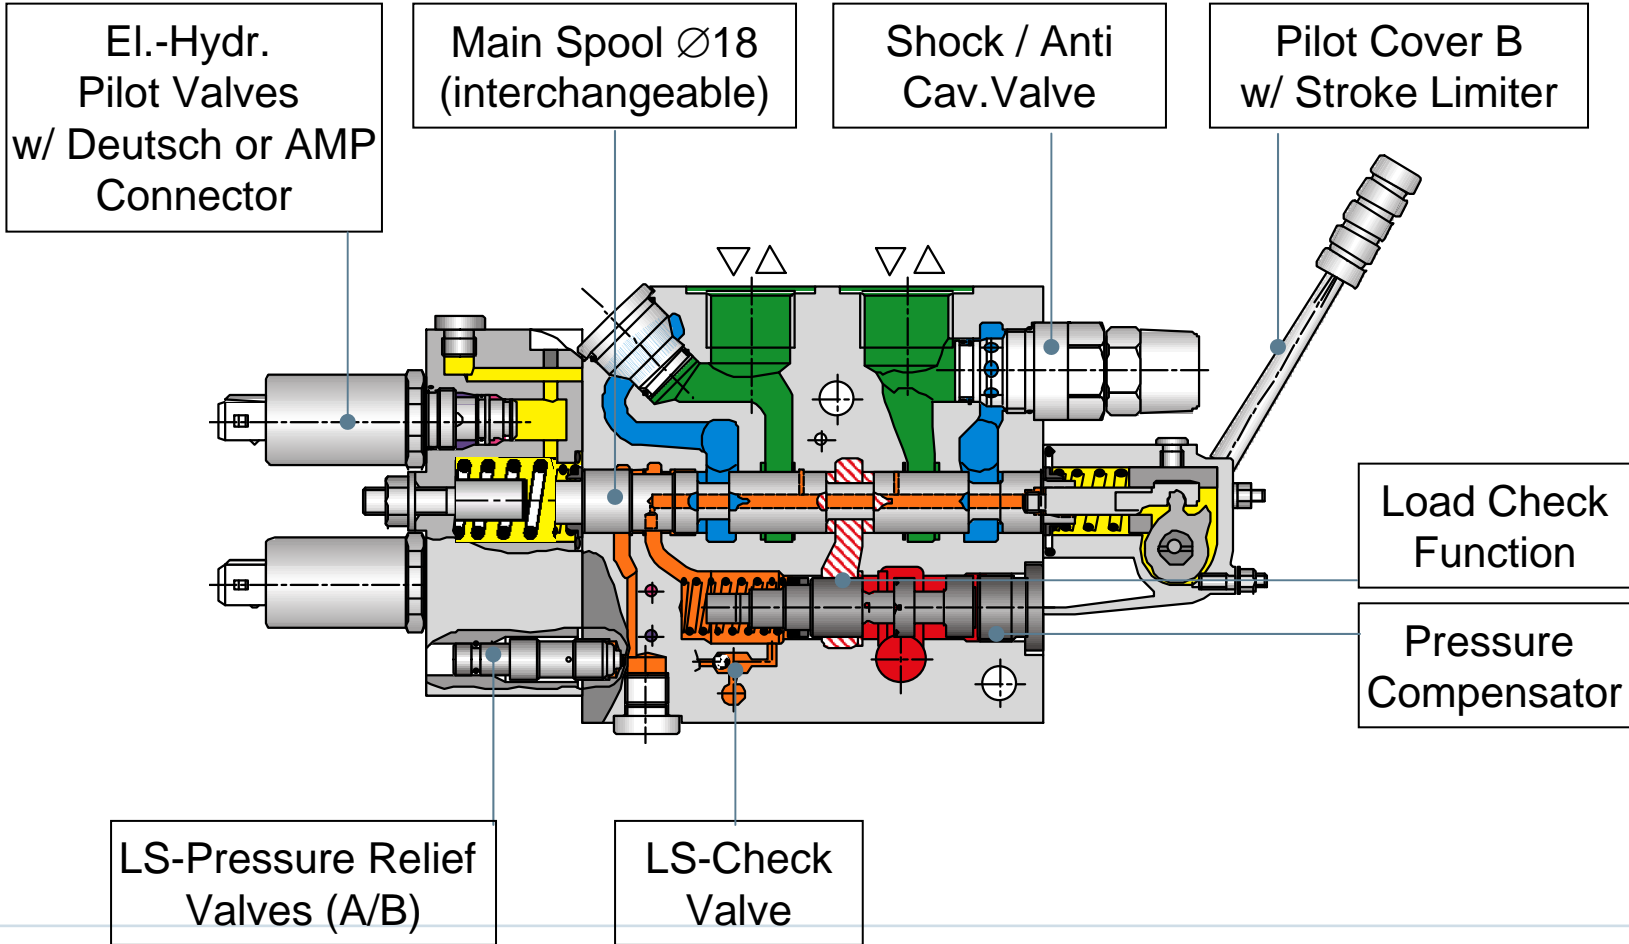 El.-Hydr.
Pilot Valves
w/ Deutsch or AMP
Connector
Main Spool ∅18
(interchangeable)
Shock / Anti
Cav.Valve
Pilot Cover B
w/ Stroke Limiter
Load Check
Function
Pressure
Compensator
LS-Pressure Relief
Valves (A/B)
LS-Check
Valve